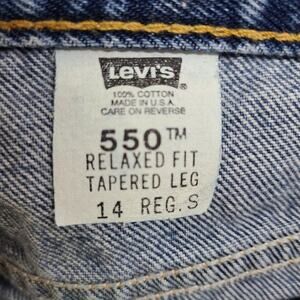 Levi's
100% COTTON
MADE IN U.S.A.
CARE ON REVERSE
550™
RELAXED FIT
TAPERED LEG
14 REG. S